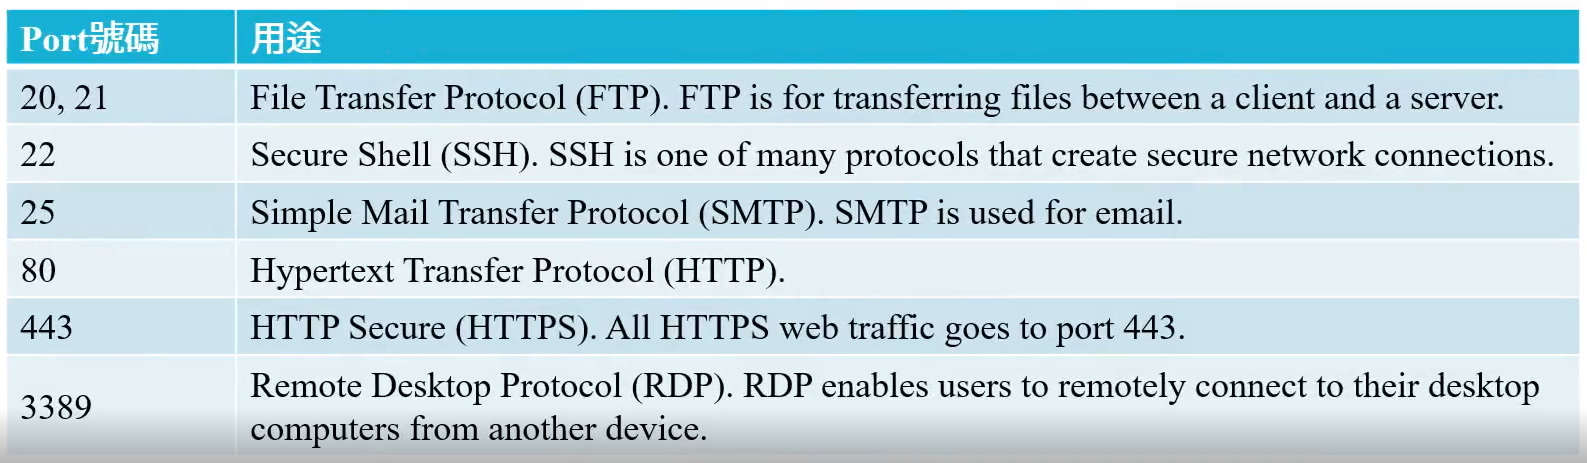 Port號碼 用途
20, 21 File Transfer Protocol (FTP). FTP is for transferring files between a client and a server.
22 Secure Shell (SSH). SSH is one of many protocols that create secure network connections.
25 Simple Mail Transfer Protocol (SMTP). SMTP is used for email.
80 Hypertext Transfer Protocol (HTTP).
443 HTTP Secure (HTTPS). All HTTPS web traffic goes to port 443.
3389 Remote Desktop Protocol (RDP). RDP enables users to remotely connect to their desktop
computers from another device.